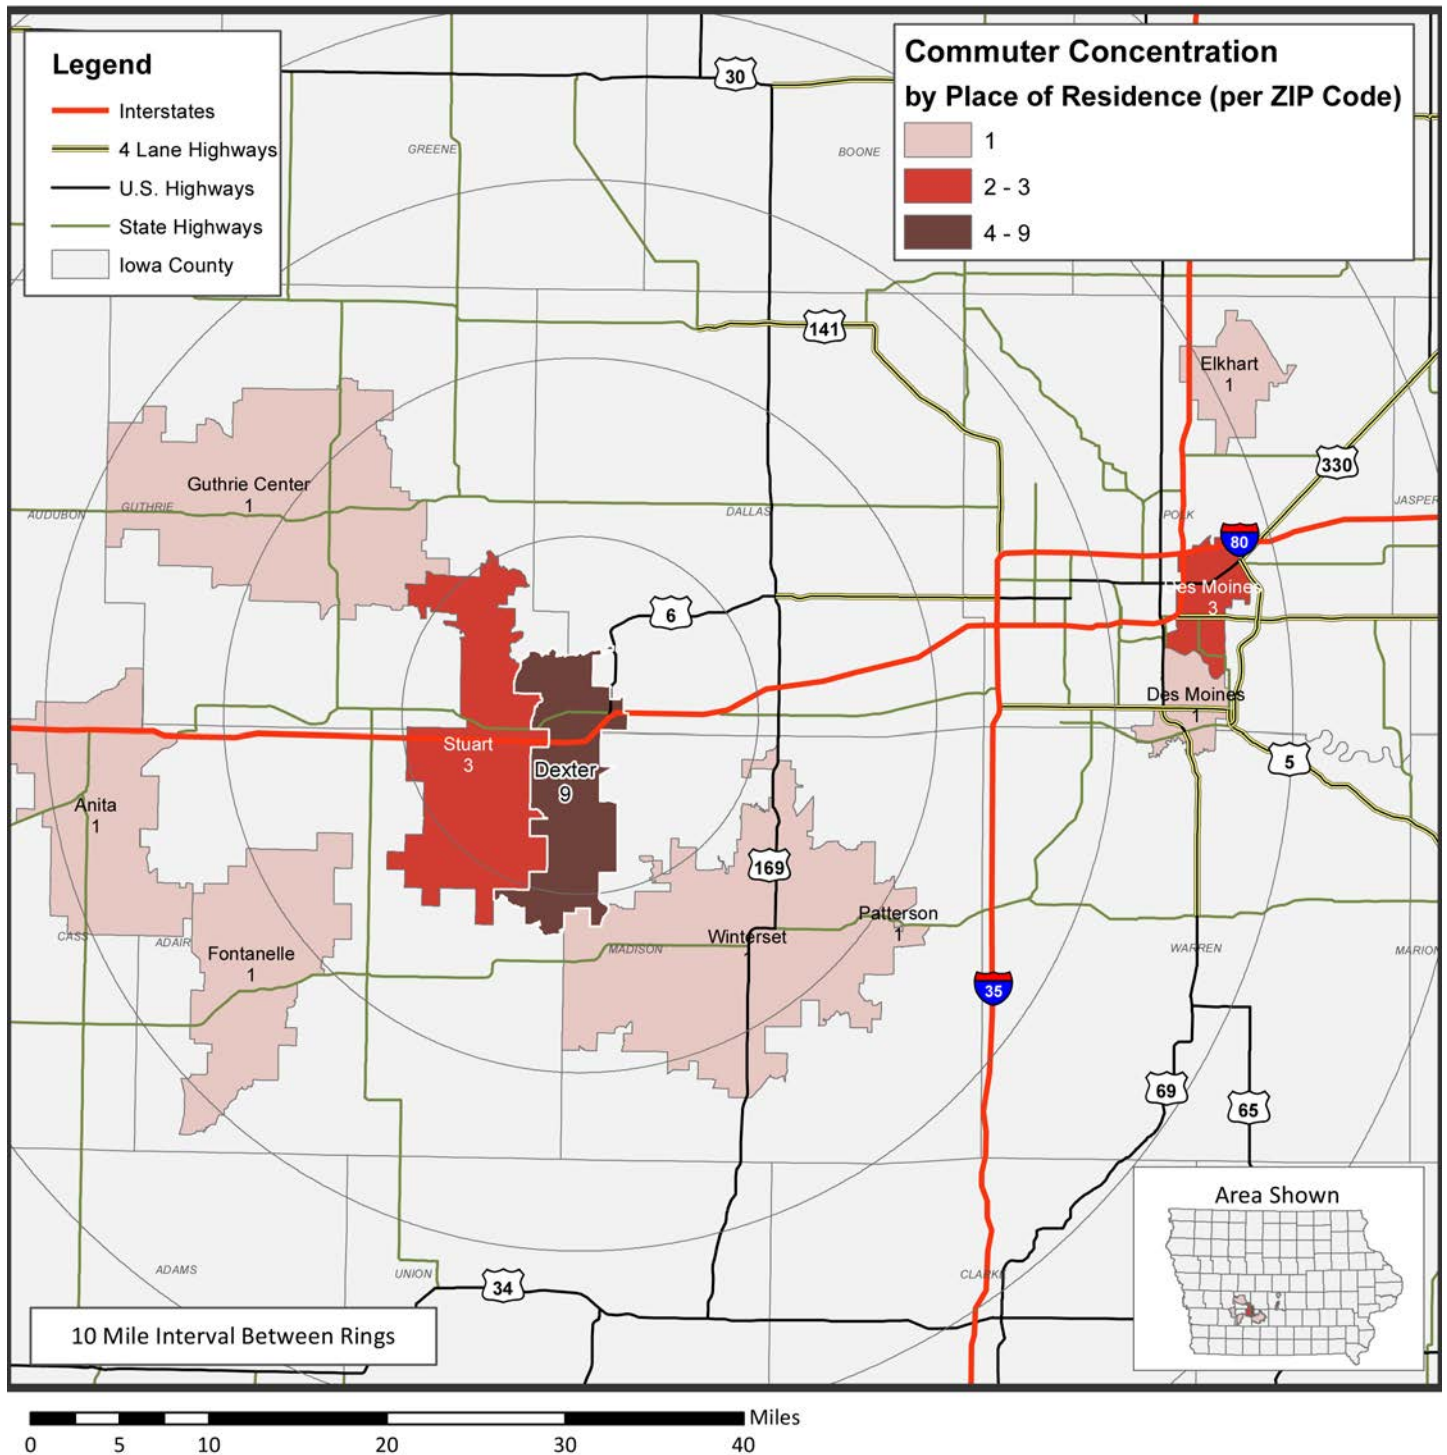 Legend
Interstates
4 Lane Highways
U.S. Highways
State Highways
Iowa County
Commuter Concentration
by Place of Residence (per ZIP Code)
1
2 - 3
4 - 9
30
GREENE
BOONE
141
Elkhart
1
330
Guthrie Center
1
AUDUBON
GUTHRIE
DALLAS
POLK
JASPER
80
Des Moines
3
6
Des Moines
1
Stuart
3
Dexter
9
5
Anita
1
169
Patterson
1
Winterset
CASS
ADAIR
Fontanelle
1
MADISON
WARREN
MARION
35
69
65
ADAMS
UNION
34
CLARKE
Area Shown
10 Mile Interval Between Rings
Miles
0 5 10 20 30 40